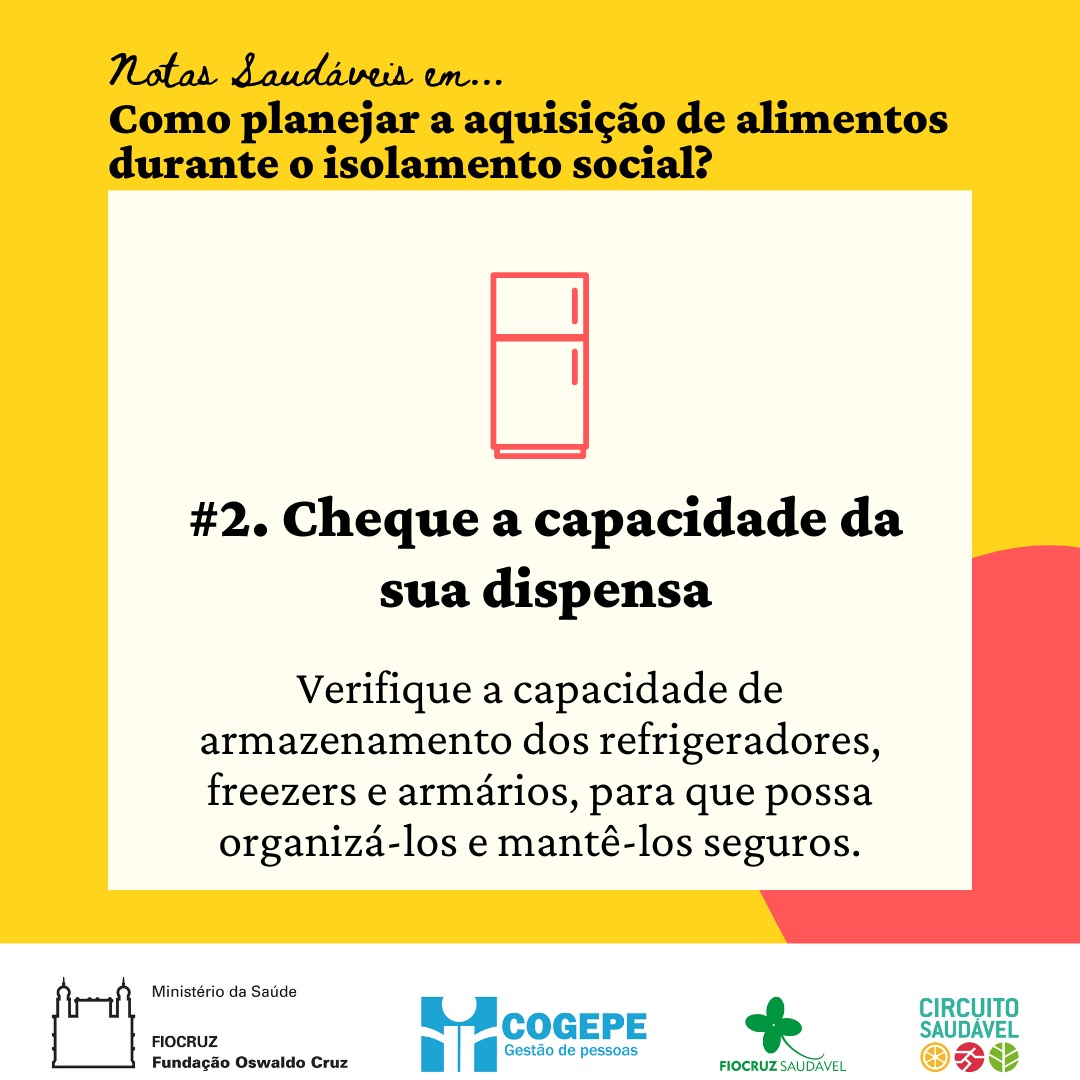 Notas Saudáveis em...
Como planejar a aquisição de alimentos
durante o isolamento social?
#2. Cheque a capacidade da
sua dispensa
Verifique a capacidade de
armazenamento dos refrigeradores,
freezers e armários, para que possa
organizá-los e mantê-los seguros.
Ministério da Saúde
FIOCRUZ
Fundação Oswaldo Cruz
COGEPE
Gestão de pessoas
FIOCRUZ SAUDÁVEL
CIRCUITO
SAUDÁVEL